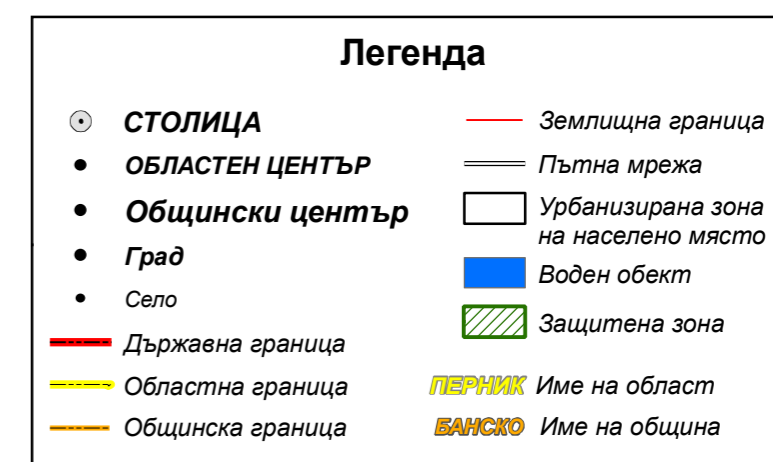 Легенда
СТОЛИЦА
ОБЛАСТЕН ЦЕНТЪР
Общински център
Град
Село
Държавна граница
Областна граница
Общинска граница
Землищна граница
Пътна мрежа
Урбанизирана зона
на населено място
Воден обект
Защитена зона
ПЕРНИК Име на област
БАНСКО Име на община